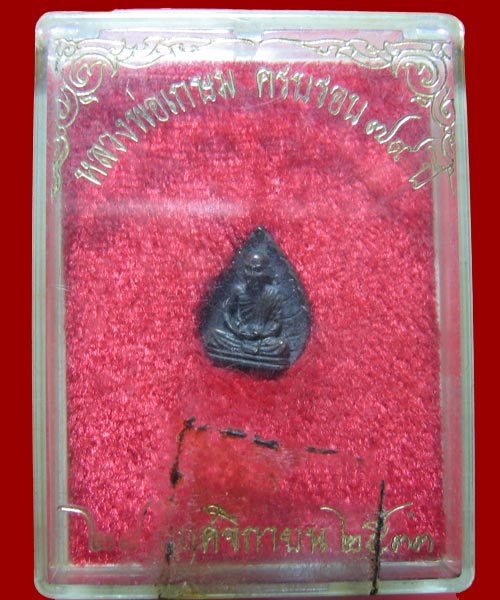 หลวงพ่อเกษม ครบรอบ ๗๙ ปี
๒๘ พฤศจิกายน ๒๕๓๓